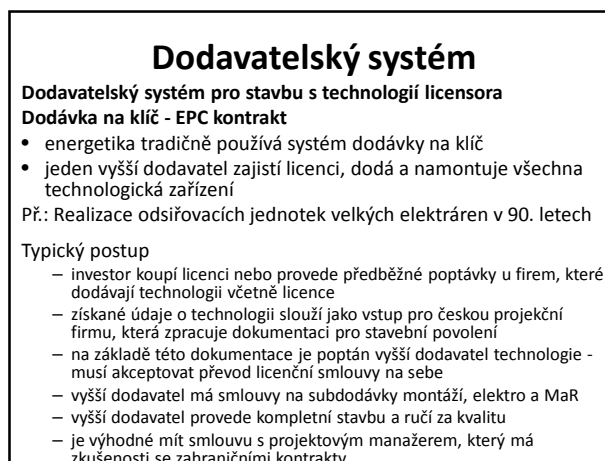 Dodavatelský systém
Dodavatelský systém pro stavbu s technologií licensora
Dodávka na klíč - EPC kontrakt
• energetika tradičně používá systém dodávky na klíč
• jeden vyšší dodavatel zajistí licenci, dodá a namontuje všechna
technologická zařízení
Př.: Realizace odsiřovacích jednotek velkých elektráren v 90. letech
Typický postup
– investor koupí licenci nebo provede předběžné poptávky u firem, které
dodávají technologii včetně licence
– získané údaje o technologii slouží jako vstup pro českou projekční
firmu, která zpracuje dokumentaci pro stavební povolení
– na základě této dokumentace je poptán vyšší dodavatel technologie -
musí akceptovat převod licenční smlouvy na sebe
– vyšší dodavatel má smlouvy na subdodávky montáží, elektro a MaR
– vyšší dodavatel provede kompletní stavbu a ručí za kvalitu
– je výhodné mít smlouvu s projektovým manažerem, který má
zkušenosti se zahraničními kontrakty